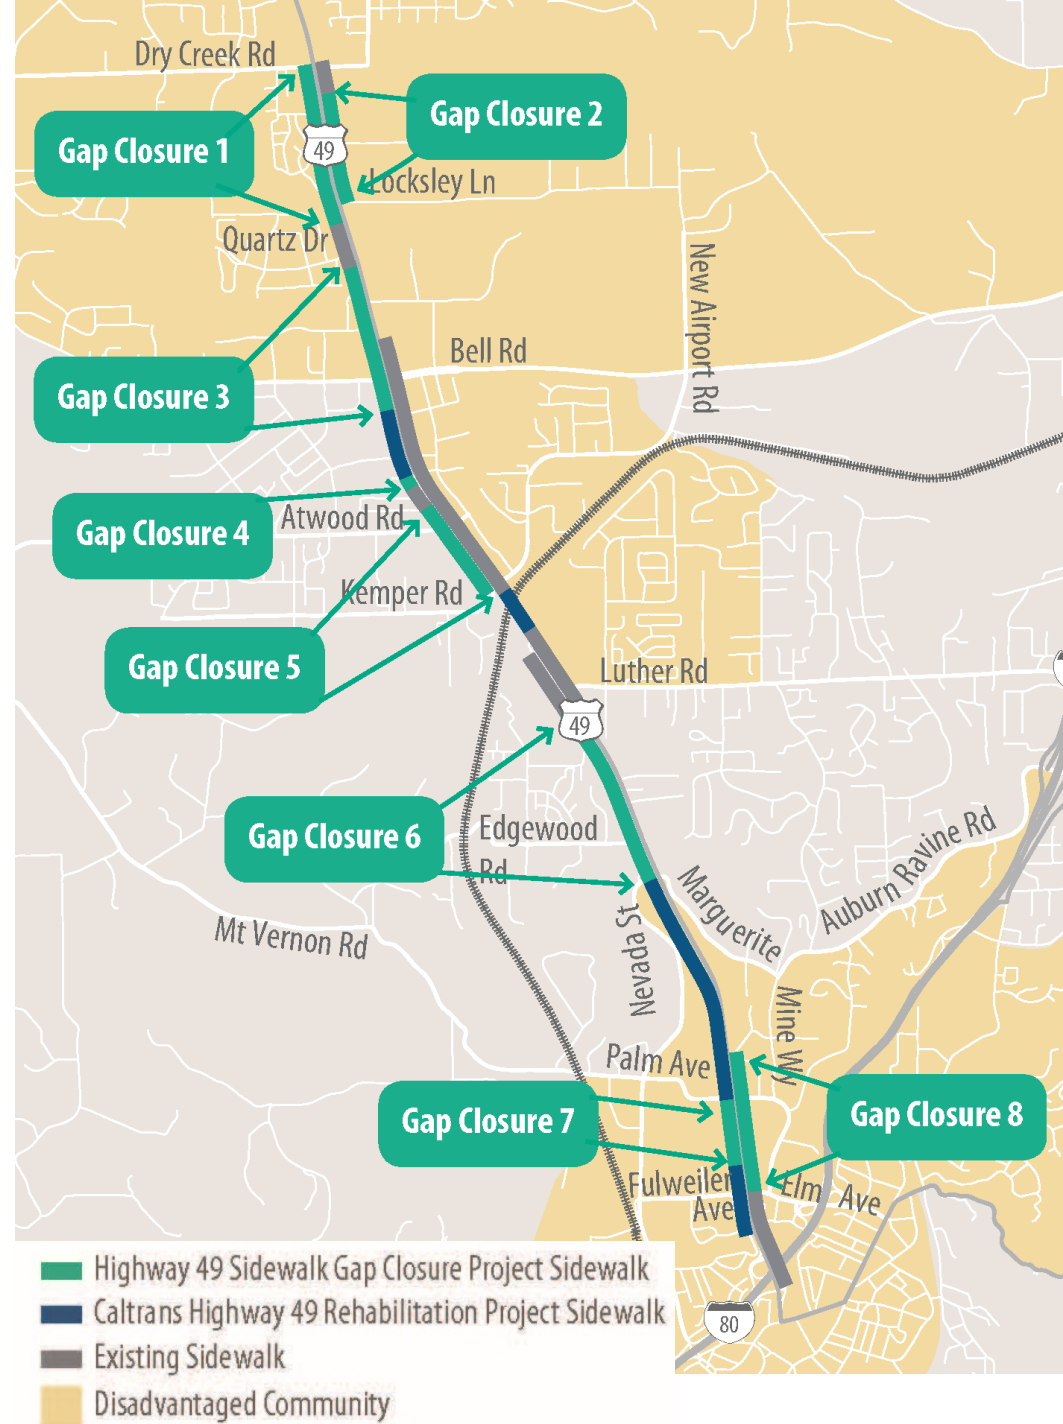 Dry Creek Rd
Gap Closure 2
Gap Closure 1
49
Locksley Ln
Quartz Dr
New Airport Rd
Bell Rd
Gap Closure 3
Gap Closure 4
Atwood Rd
Kemper Rd
Gap Closure 5
Luther Rd
49
Gap Closure 6
Edgewood
Rd
Marguerite
Auburn Ravine Rd
Mt Vernon Rd
Nevada St
Mine Wy
Palm Ave
Gap Closure 7
Gap Closure 8
Fulweiler
Ave
Elm Ave
Highway 49 Sidewalk Gap Closure Project Sidewalk
Caltrans Highway 49 Rehabilitation Project Sidewalk
80
Existing Sidewalk
Disadvantaged Community